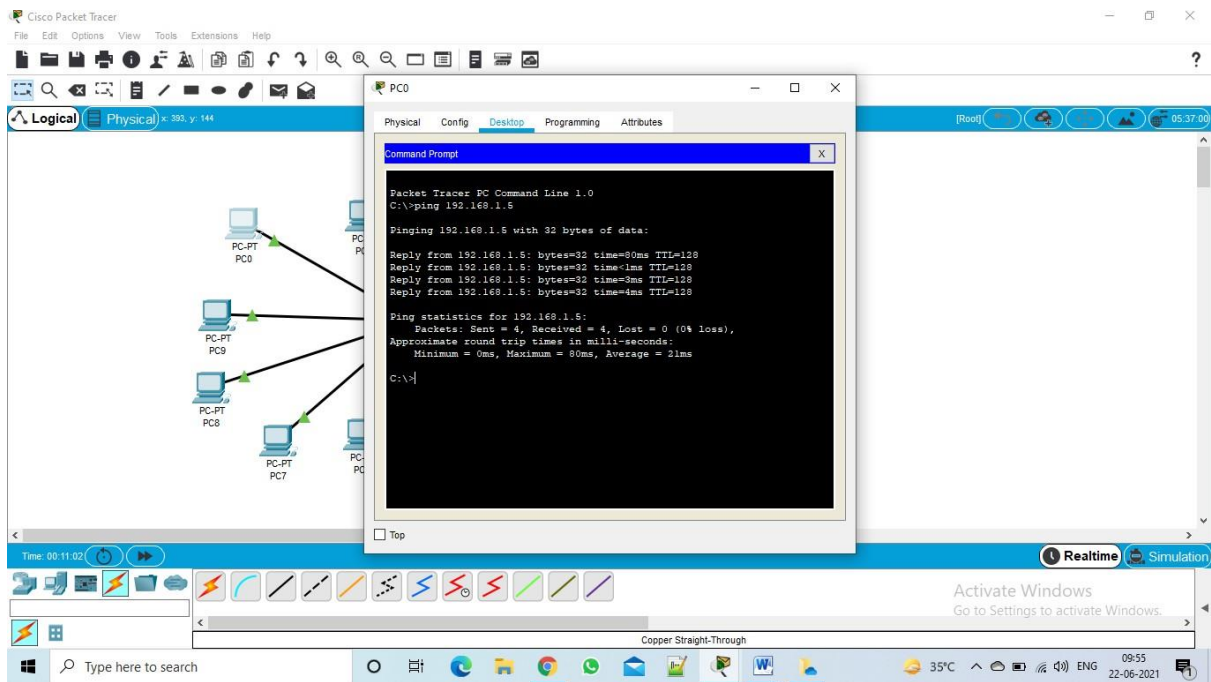 Cisco Packet Tracer
File Edit Options View Tools Extensions Help
?
PC0
Logical
Physical
x: 393, y: 144
[Root]
05:37:00
Physical Config Desktop Programming Attributes
Command Prompt
X
Packet Tracer PC Command Line 1.0
C:\>ping 192.168.1.5
Pinging 192.168.1.5 with 32 bytes of data:
Reply from 192.168.1.5: bytes=32 time=80ms TTL=128
Reply from 192.168.1.5: bytes=32 time<1ms TTL=128
Reply from 192.168.1.5: bytes=32 time=3ms TTL=128
Reply from 192.168.1.5: bytes=32 time=4ms TTL=128
Ping statistics for 192.168.1.5:
Packets: Sent = 4, Received = 4, Lost = 0 (0% loss),
Approximate round trip times in milli-seconds:
Minimum = 0ms, Maximum = 80ms, Average = 21ms
C:\>
PC-PT
PC0
PC-PT
PC9
PC-PT
PC8
PC-PT
PC7
Top
Time: 00:11:02
Realtime
Simulation
Activate Windows
Go to Settings to activate Windows.
Copper Straight-Through
Type here to search
35°C
ENG
09:55
22-06-2021